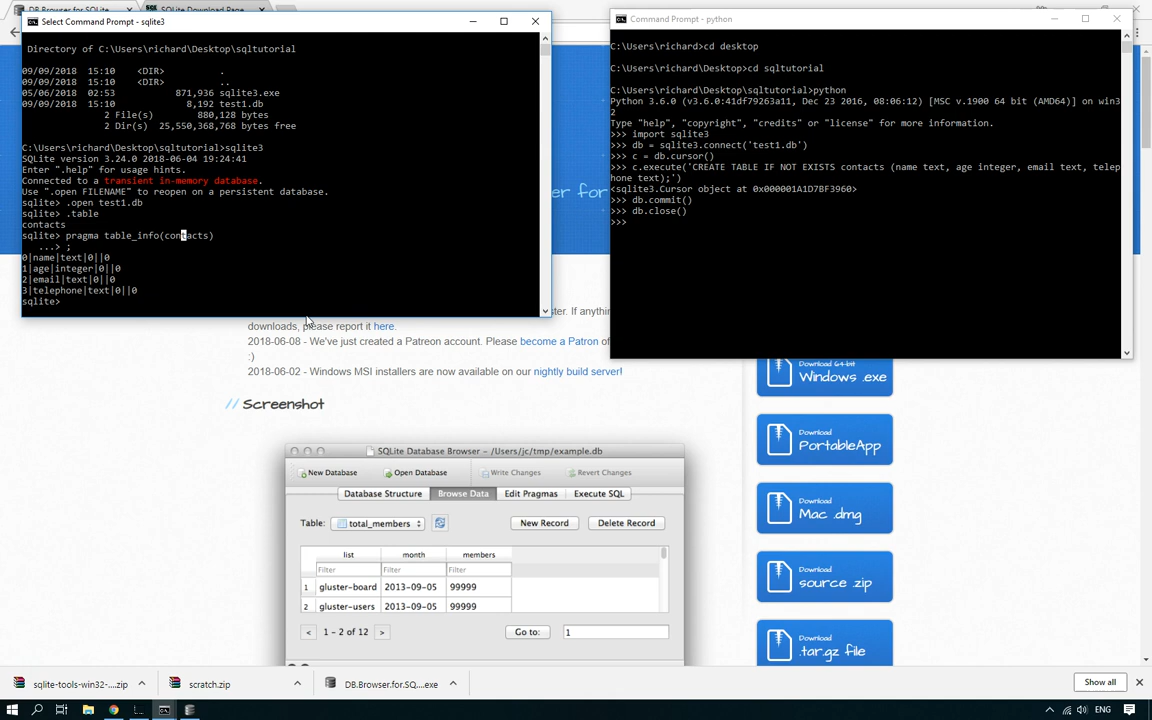 DB Browser for SQLite
SQLite Download Page
Select Command Prompt - sqlite3
Directory of C:\Users\richard\Desktop\sqltutorial
09/09/2018 15:10 <DIR> .
09/09/2018 15:10 <DIR> ..
05/06/2018 02:53 871,936 sqlite3.exe
09/09/2018 15:10 8,192 test1.db
2 File(s) 880,128 bytes
2 Dir(s) 25,550,368,768 bytes free
C:\Users\richard\Desktop\sqltutorial>sqlite3
SQLite version 3.24.0 2018-06-04 19:24:41
Enter ".help" for usage hints.
Connected to a transient in-memory database.
Use ".open FILENAME" to reopen on a persistent database.
sqlite> .open test1.db
sqlite> .table
contacts
sqlite> pragma table_info(contacts)
...> ;
0|name|text|0||0
1|age|integer|0||0
2|email|text|0||0
3|telephone|text|0||0
sqlite>
Command Prompt - python
C:\Users\richard>cd desktop
C:\Users\richard\Desktop>cd sqltutorial
C:\Users\richard\Desktop\sqltutorial>python
Python 3.6.0 (v3.6.0:41df79263a11, Dec 23 2016, 08:06:12) [MSC v.1900 64 bit (AMD64)] on win3
2
Type "help", "copyright", "credits" or "license" for more information.
>>> import sqlite3
>>> db = sqlite3.connect('test1.db')
>>> c = db.cursor()
>>> c.execute('CREATE TABLE IF NOT EXISTS contacts (name text, age integer, email text, telep
hone text);')
<sqlite3.Cursor object at 0x000001A1D7BF3960>
>>> db.commit()
>>> db.close()
>>>
er for
ster. If anythin
downloads, please report it here.
2018-06-08 - We've just created a Patreon account. Please become a Patron of
:)
2018-06-02 - Windows MSI installers are now available on our nightly build server!
// Screenshot
SQLite Database Browser - /Users/jc/tmp/example.db
New Database Open Database Write Changes Revert Changes
Database Structure Browse Data Edit Pragmas Execute SQL
Table: total_members New Record Delete Record
list month members
Filter Filter Filter
1 gluster-board 2013-09-05 99999
2 gluster-users 2013-09-05 99999
< 1 - 2 of 12 > Go to: 1
Download 64-bit
Windows .exe
Download
PortableApp
Download
Mac .dmg
Download
source .zip
Download
.tar.gz file
sqlite-tools-win32-....zip
scratch.zip
DB.Browser.for.SQ....exe
Show all
ENG